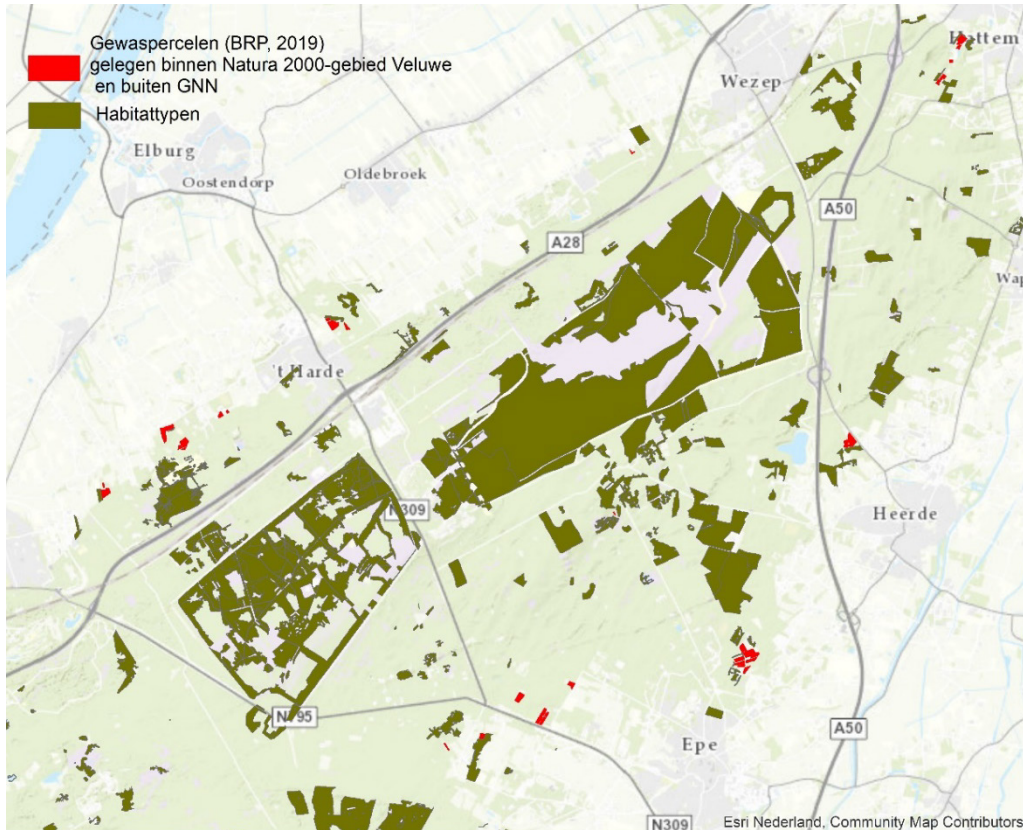 Gewaspercelen (BRP, 2019)
gelegen binnen Natura 2000-gebied Veluwe
en buiten GNN
Habitattypen
Hattem
Wezep
Elburg
Oostendorp
Oldebroek
A50
A28
Wap
't Harde
N309
Heerde
N795
A50
Epe
N309
Esri Nederland, Community Map Contributors